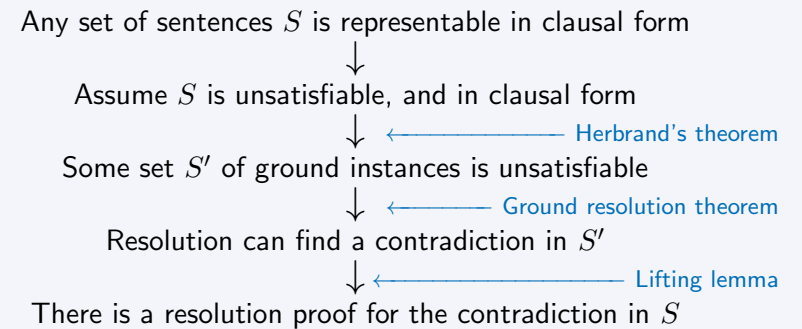 Any set of sentences S is representable in clausal form
Assume S is unsatisfiable, and in clausal form
Herbrand's theorem
Some set S′ of ground instances is unsatisfiable
Ground resolution theorem
Resolution can find a contradiction in S′
Lifting lemma
There is a resolution proof for the contradiction in S